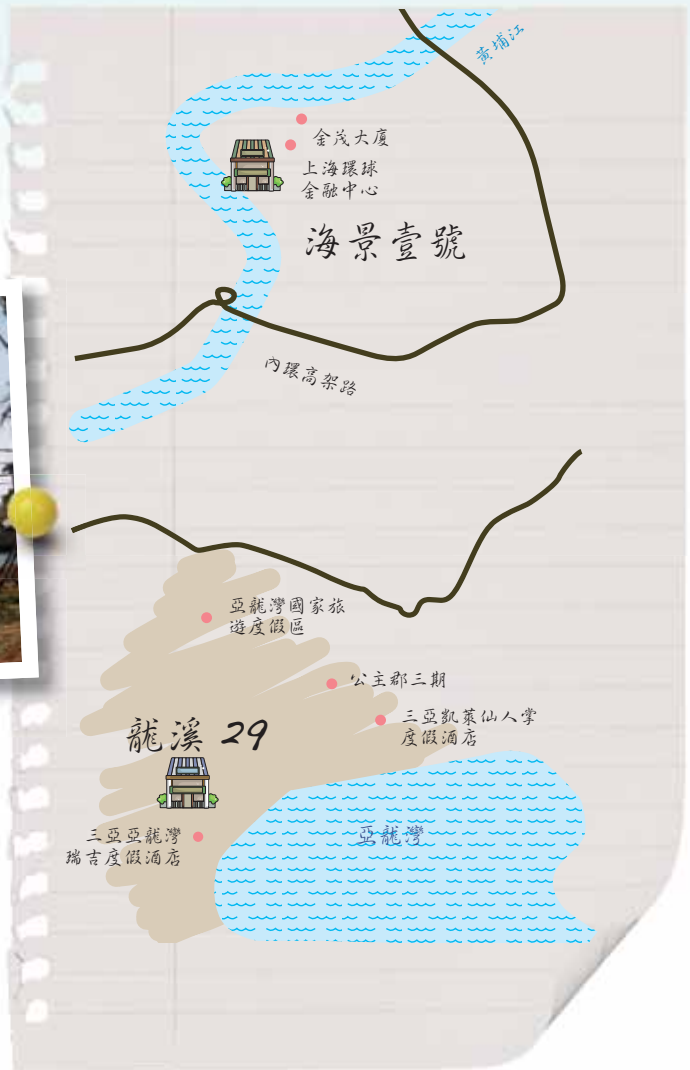 黃埔江
金茂大廈
上海環球
金融中心
海景壹號
內環高架路
亞龍灣國家旅
遊度假區
公主郡三期
三亞凱萊仙人掌
度假酒店
龍溪 29
三亞亞龍灣
瑞吉度假酒店
亞龍灣